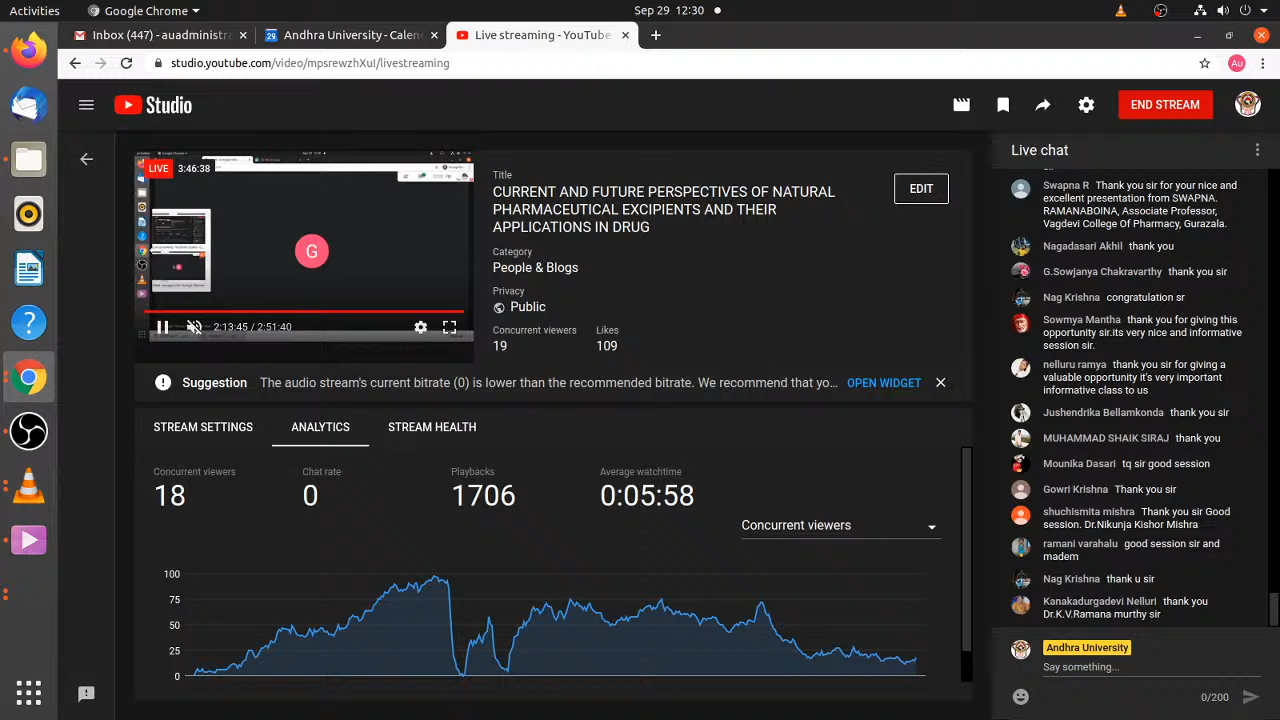 Activities
Google Chrome
Sep 29 12:30
Inbox (447) - auadministra
29
Andhra University - Calen
Live streaming - YouTube
studio.youtube.com/video/mpsrewzhXuI/livestreaming
Au
Studio
END STREAM
LIVE 3:46:38
G
2:13:45 / 2:51:40
Title
CURRENT AND FUTURE PERSPECTIVES OF NATURAL
PHARMACEUTICAL EXCIPIENTS AND THEIR
APPLICATIONS IN DRUG
EDIT
Category
People & Blogs
Privacy
Public
Concurrent viewers
Likes
19
109
Suggestion
The audio stream's current bitrate (0) is lower than the recommended bitrate. We recommend that yo...
OPEN WIDGET
STREAM SETTINGS
ANALYTICS
STREAM HEALTH
Concurrent viewers
Chat rate
Playbacks
Average watchtime
18
0
1706
0:05:58
Concurrent viewers
100
75
50
25
0
Live chat
Swapna R Thank you sir for your nice and
excellent presentation from SWAPNA.
RAMANABOINA, Associate Professor,
Yagdevi College Of Pharmacy, Gurazala.
Nagadasari Akhil thank you
G.Sowjanya Chakravarthy thank you sir
Nag Krishna congratulation sr
Sowmya Mantha thank you for giving this
opportunity sir.its very nice and informative
session sir.
nelluru ramya thank you sir for giving a
valuable opportunity it's very important
informative class to us
Jushendrika Bellamkonda thank you sir
MUHAMMAD SHAIK SIRAJ thank you
Mounika Dasari tq sir good session
Gowri Krishna Thank you sir
shuchismita mishra Thank you sir Good
session. Dr.Nikunja Kishor Mishra
ramani varahalu good session sir and
madem
Nag Krishna thank u sir
Kanakadurgadevi Nelluri thank you
Dr.K.V.Ramana murthy sir
Andhra University
Say something...
0/200